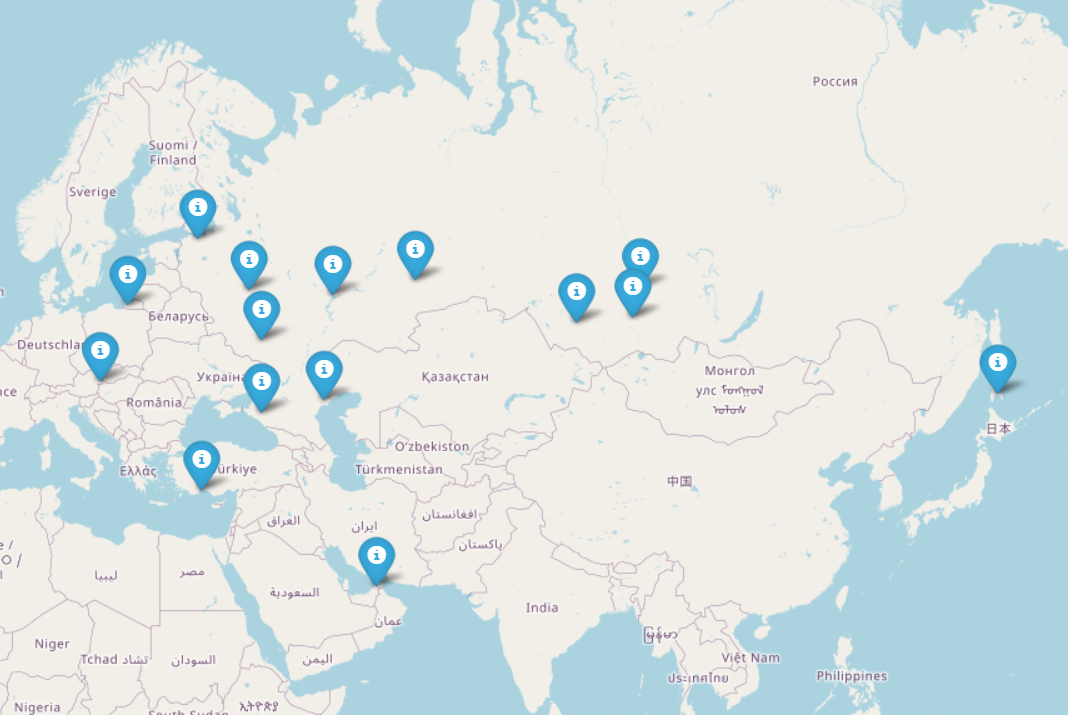 Россия
Suomi /
Finland
Sverige
Беларусь
Deutschla
Україна
Қазақстан
Монгол
улс
România
日本
O'zbekiston
Türkmenistan
Ελλάς
ürkiye
中国
افغانستان
العراق
ایران
پاکستان
ليبيا
مصر
السعودية
India
عمان
Niger
Tchad تشاد
السودان
اليمن
Việt Nam
ประเทศไทย
Philippines
Nigeria
South Sudan